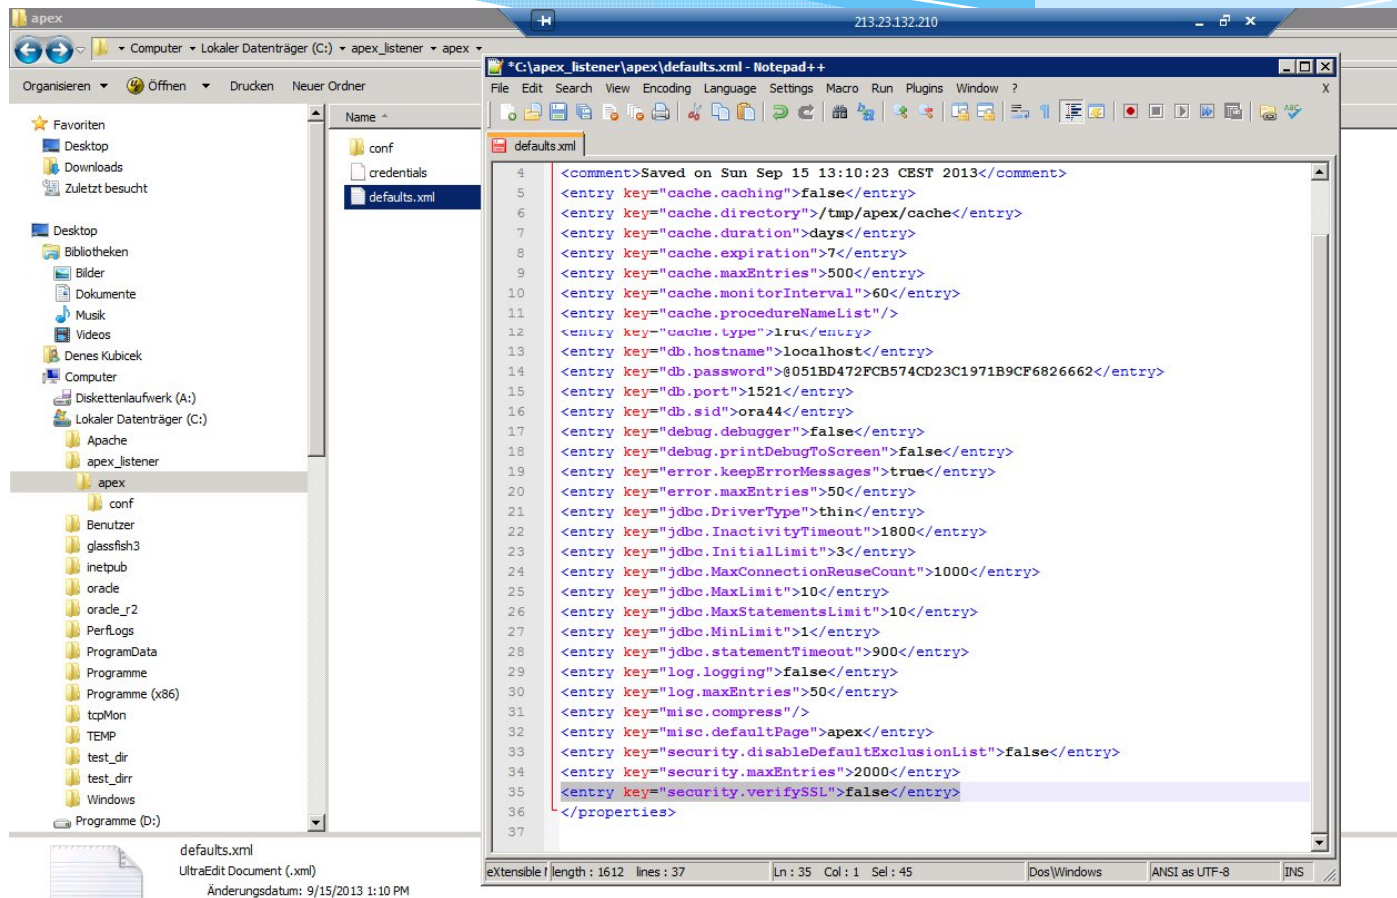 apex
213.23.132.210
Computer Lokaler Datenträger (C:) apex_listener apex
Organisieren Öffnen Drucken Neuer Ordner
Favoriten
Desktop
Downloads
Zuletzt besucht
Desktop
Bibliotheken
Bilder
Dokumente
Musik
Videos
Denes Kubicek
Computer
Diskettenlaufwerk (A:)
Lokaler Datenträger (C:)
Apache
apex_listener
apex
conf
Benutzer
glassfish3
inetpub
oracle
oracle_r2
PerfLogs
ProgramData
Programme
Programme (x86)
tcpMon
TEMP
test_dir
test_dirr
Windows
Programme (D:)
Name
conf
credentials
defaults.xml
*C:\apex_listener\apex\defaults.xml - Notepad++
File Edit Search View Encoding Language Settings Macro Run Plugins Window ? X
defaults.xml
4 <comment>Saved on Sun Sep 15 13:10:23 CEST 2013</comment>
5 <entry key="cache.caching">false</entry>
6 <entry key="cache.directory">/tmp/apex/cache</entry>
7 <entry key="cache.duration">days</entry>
8 <entry key="cache.expiration">7</entry>
9 <entry key="cache.maxEntries">500</entry>
10 <entry key="cache.monitorInterval">60</entry>
11 <entry key="cache.procedureNameList"/>
12 <entry key="cache.type">lru</entry>
13 <entry key="db.hostname">localhost</entry>
14 <entry key="db.password">@051BD472FCB574CD23C1971B9CF6826662</entry>
15 <entry key="db.port">1521</entry>
16 <entry key="db.sid">ora44</entry>
17 <entry key="debug.debugger">false</entry>
18 <entry key="debug.printDebugToScreen">false</entry>
19 <entry key="error.keepErrorMessages">true</entry>
20 <entry key="error.maxEntries">50</entry>
21 <entry key="jdbc.DriverType">thin</entry>
22 <entry key="jdbc.InactivityTimeout">1800</entry>
23 <entry key="jdbc.InitialLimit">3</entry>
24 <entry key="jdbc.MaxConnectionReuseCount">1000</entry>
25 <entry key="jdbc.MaxLimit">10</entry>
26 <entry key="jdbc.MaxStatementsLimit">10</entry>
27 <entry key="jdbc.MinLimit">1</entry>
28 <entry key="jdbc.statementTimeout">900</entry>
29 <entry key="log.logging">false</entry>
30 <entry key="log.maxEntries">50</entry>
31 <entry key="misc.compress"/>
32 <entry key="misc.defaultPage">apex</entry>
33 <entry key="security.disableDefaultExclusionList">false</entry>
34 <entry key="security.maxEntries">2000</entry>
35 <entry key="security.verifySSL">false</entry>
36 </properties>
37
eXtensible length : 1612 lines : 37 Ln : 35 Col : 1 Sel : 45 Dos\Windows ANSI as UTF-8 INS
defaults.xml
UltraEdit Document (.xml)
Änderungsdatum: 9/15/2013 1:10 PM